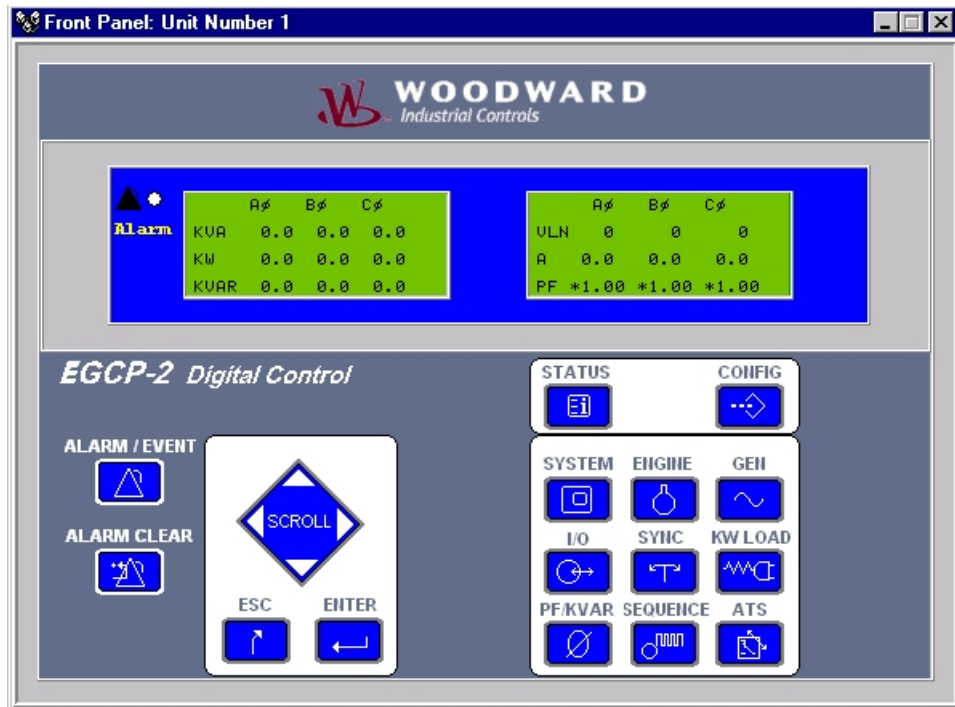 Front Panel: Unit Number 1
WOODWARD
Industrial Controls
Alarm
AØ BØ CØ
KVA 0.0 0.0 0.0
KW 0.0 0.0 0.0
KVAR 0.0 0.0 0.0
AØ BØ CØ
VLN 0 0 0
A 0.0 0.0 0.0
PF *1.00 *1.00 *1.00
EGCP-2 Digital Control
ALARM / EVENT
ALARM CLEAR
SCROLL
ESC ENTER
STATUS CONFIG
SYSTEM ENGINE GEN
I/O SYNC KW LOAD
PF/KVAR SEQUENCE ATS